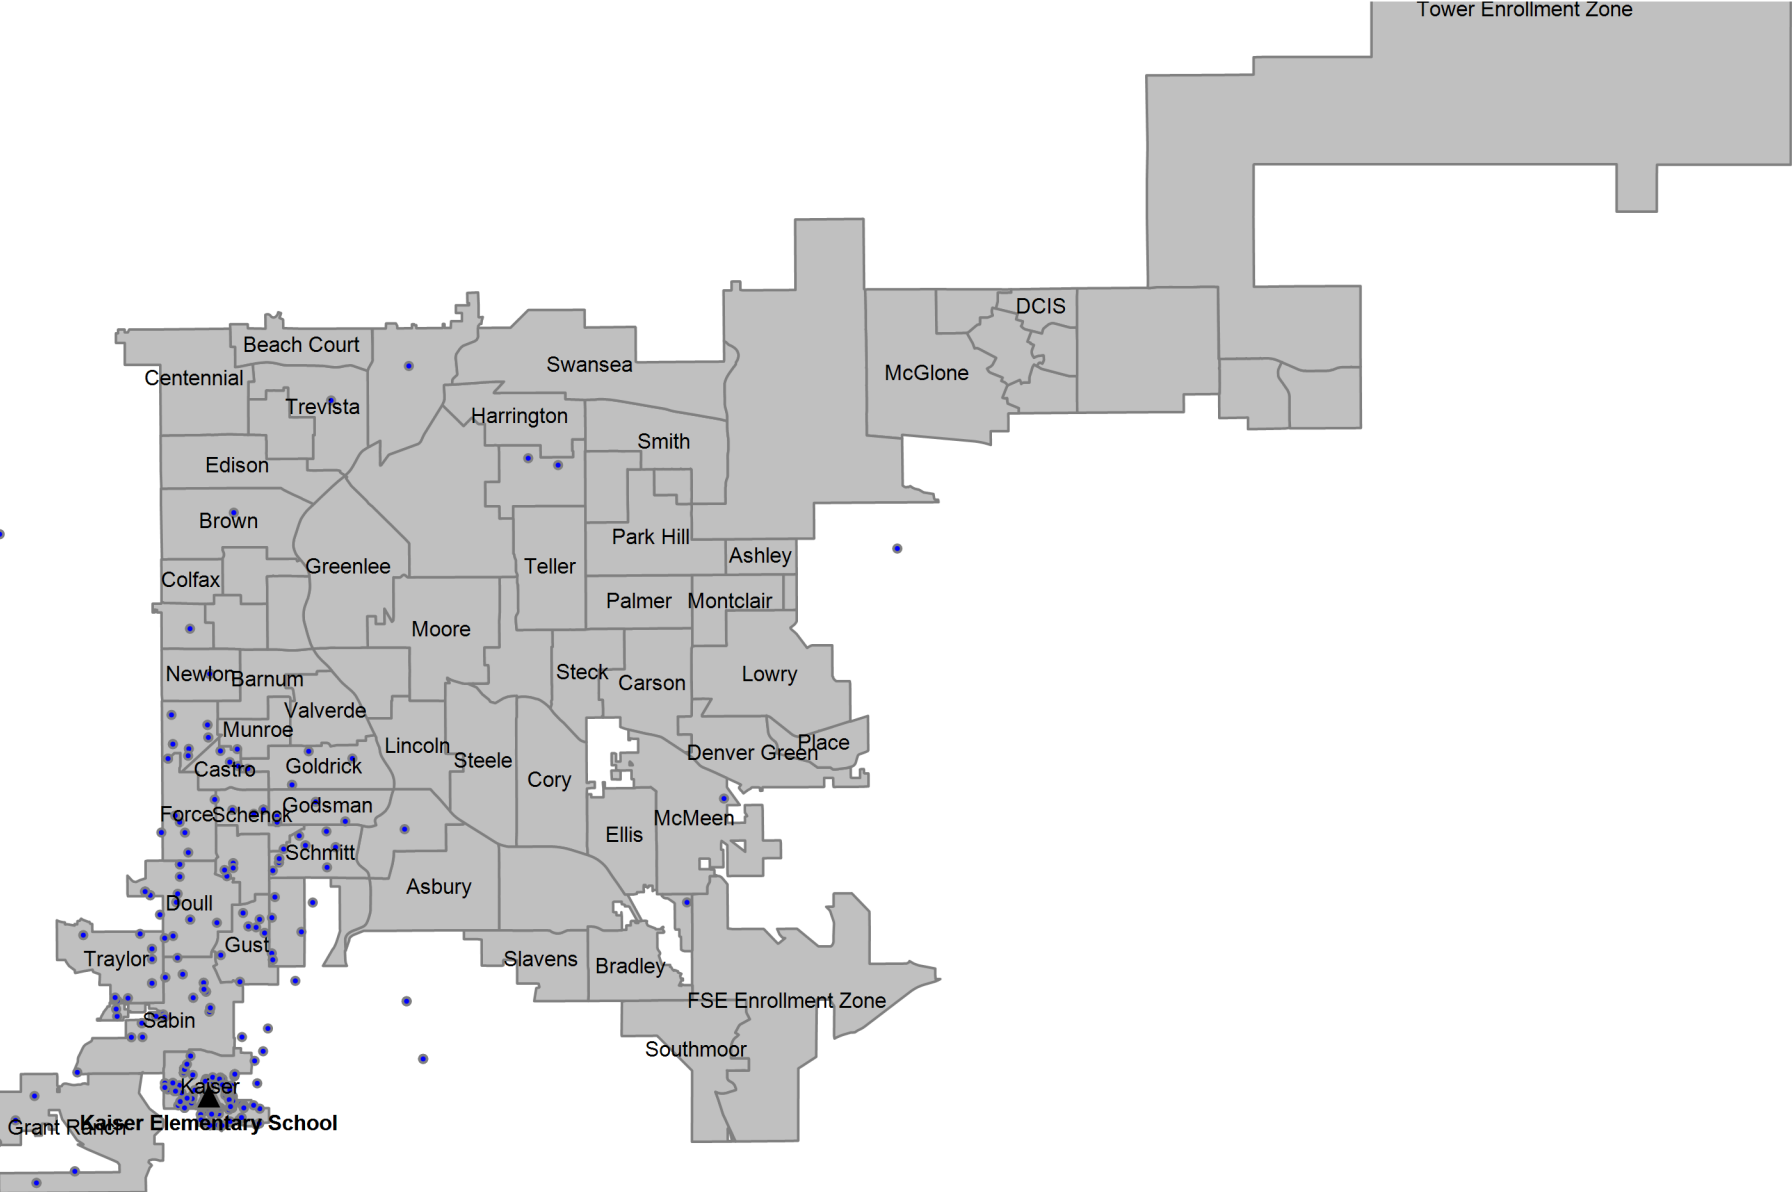 Tower Enrollment Zone
DCIS
Beach Court
Swansea
McGlone
Centennial
Trevista
Harrington
Smith
Edison
Brown
Park Hill
Ashley
Greenlee
Teller
Colfax
Palmer
Montclair
Moore
Newlon
Barnum
Steck
Carson
Lowry
Valverde
Munroe
Lincoln
Steele
Denver Green
Place
Castro
Goldrick
Cory
Force
Schenck
Godsman
McMeen
Ellis
Schmitt
Asbury
Doull
Gust
Traylor
Slavens
Bradley
FSE Enrollment Zone
Sabin
Southmoor
Kaiser
Grant Ranch
Kaiser Elementary School